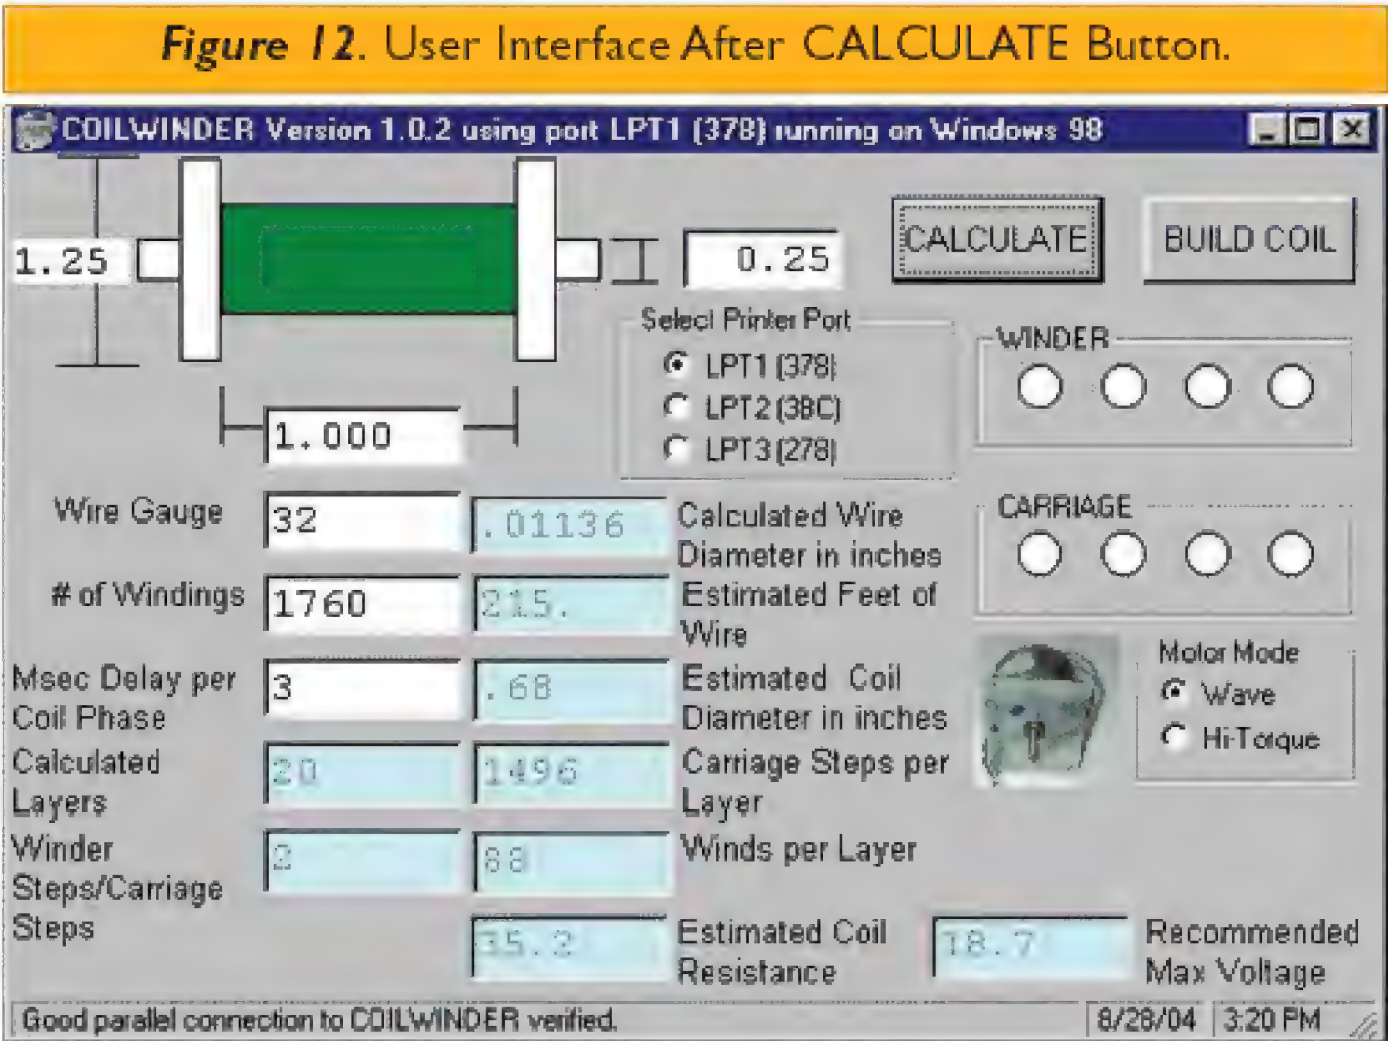 Figure 12. User Interface After CALCULATE Button.
COILWINDER Version 1.0.2 using port LPT1 (378) running on Windows 98
1.25
0.25
CALCULATE
BUILD COIL
Select Printer Port
LPT1 (378)
LPT2 (3BC)
LPT3 (278)
WINDER
1.000
Wire Gauge
32
.01136
Calculated Wire
Diameter in inches
CARRIAGE
# of Windings
1760
215.
Estimated Feet of
Wire
Msec Delay per
Coil Phase
3
.68
Estimated Coil
Diameter in inches
Motor Mode
Wave
Hi-Torque
Calculated
Layers
20
1496
Carriage Steps per
Layer
Winder
Steps/Carriage
Steps
2
88
Winds per Layer
35.2
Estimated Coil
Resistance
18.7
Recommended
Max Voltage
Good parallel connection to COILWINDER verified.
8/28/04
3:20 PM